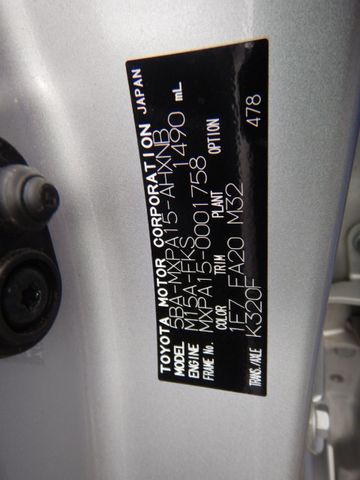 TOYOTA MOTOR CORPORATION JAPAN
MODEL 5BA-MXPA15-AHXNB
ENGINE M15A-FKS 1490 mL
FRAME No. MXPA15-0001758
COLOR TRIM PLANT OPTION
1F7 FA20 M32
TRANS./AXLE K320F 478